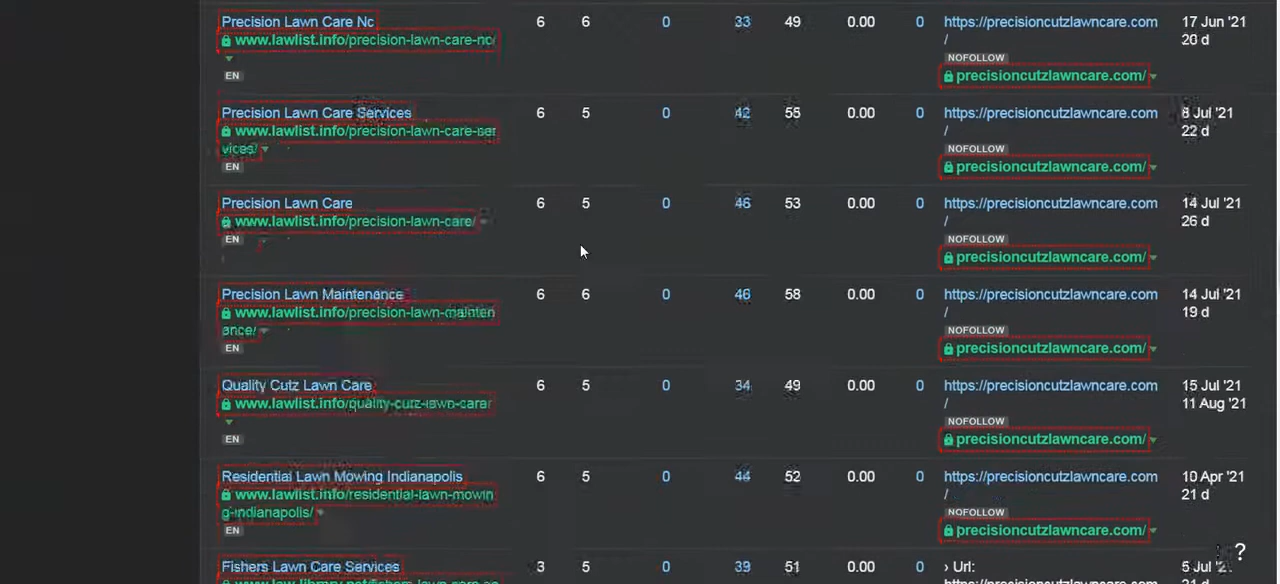 Precision Lawn Care Nc 6 6 0 33 49 0.00 0 https://precisioncutzlawncare.com 17 Jun '21
www.lawlist.info/precision-lawn-care-nc/ / 20 d
NOFOLLOW
EN precisioncutzlawncare.com/
Precision Lawn Care Services 6 5 0 42 55 0.00 0 https://precisioncutzlawncare.com 8 Jul '21
www.lawlist.info/precision-lawn-care-ser / 22 d
vices/ NOFOLLOW
EN precisioncutzlawncare.com/
Precision Lawn Care 6 5 0 46 53 0.00 0 https://precisioncutzlawncare.com 14 Jul '21
www.lawlist.info/precision-lawn-care/ / 26 d
EN NOFOLLOW
precisioncutzlawncare.com/
Precision Lawn Maintenance 6 6 0 46 58 0.00 0 https://precisioncutzlawncare.com 14 Jul '21
www.lawlist.info/precision-lawn-mainten / 19 d
ance/ NOFOLLOW
EN precisioncutzlawncare.com/
Quality Cutz Lawn Care 6 5 0 34 49 0.00 0 https://precisioncutzlawncare.com 15 Jul '21
www.lawlist.info/quality-cutz-lawn-care/ / 11 Aug '21
NOFOLLOW
EN precisioncutzlawncare.com/
Residential Lawn Mowing Indianapolis 6 5 0 44 52 0.00 0 https://precisioncutzlawncare.com 10 Apr '21
www.lawlist.info/residential-lawn-mowin / 21 d
g-indianapolis/ NOFOLLOW
EN precisioncutzlawncare.com/
?
Fishers Lawn Care Services 3 5 0 39 51 0.00 0 › Url: 5 Jul